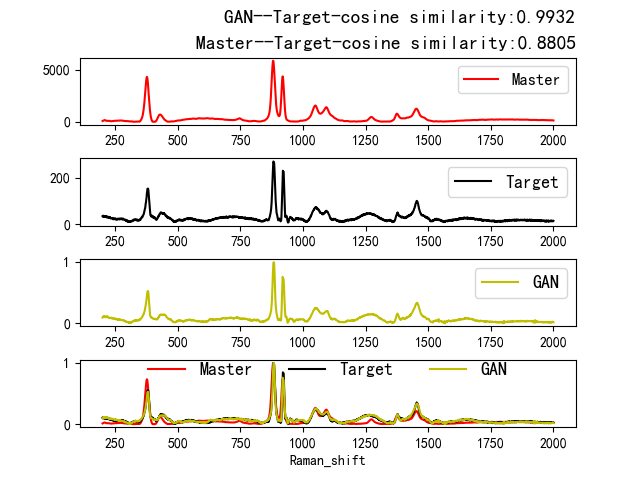 GAN--Target-cosine similarity:0.9932
Master--Target-cosine similarity:0.8805
5000
0
Master
250 500 750 1000 1250 1500 1750 2000
200
0
Target
250 500 750 1000 1250 1500 1750 2000
1
0
GAN
250 500 750 1000 1250 1500 1750 2000
1
0
Master Target GAN
250 500 750 1000 1250 1500 1750 2000
Raman_shift